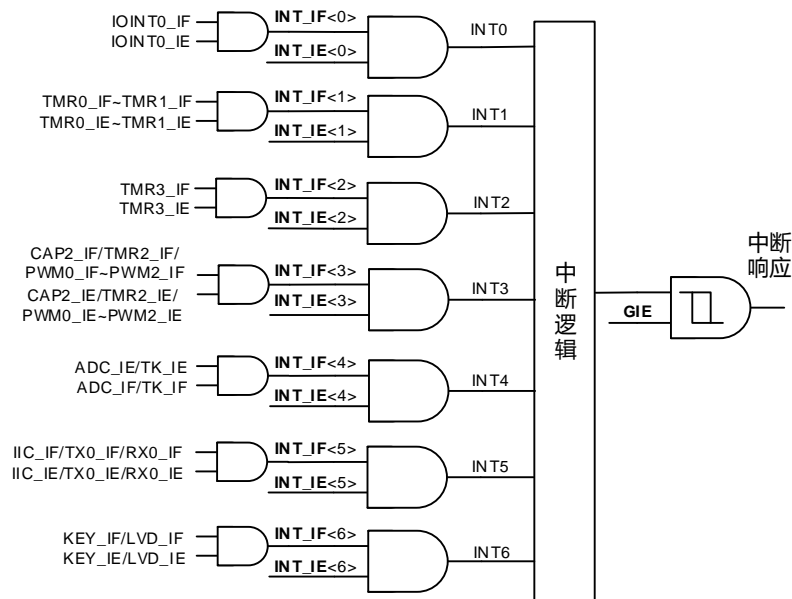 IOINT0_IF
IOINT0_IE
INT_IF<0>
INT_IE<0>
INT0
TMR0_IF~TMR1_IF
TMR0_IE~TMR1_IE
INT_IF<1>
INT_IE<1>
INT1
TMR3_IF
TMR3_IE
INT_IF<2>
INT_IE<2>
INT2
CAP2_IF/TMR2_IF/
PWM0_IF~PWM2_IF
CAP2_IE/TMR2_IE/
PWM0_IE~PWM2_IE
INT_IF<3>
INT_IE<3>
INT3
ADC_IE/TK_IE
ADC_IF/TK_IF
INT_IF<4>
INT_IE<4>
INT4
IIC_IF/TX0_IF/RX0_IF
IIC_IE/TX0_IE/RX0_IE
INT_IF<5>
INT_IE<5>
INT5
KEY_IF/LVD_IF
KEY_IE/LVD_IE
INT_IF<6>
INT_IE<6>
INT6
中断逻辑
GIE
中断
响应